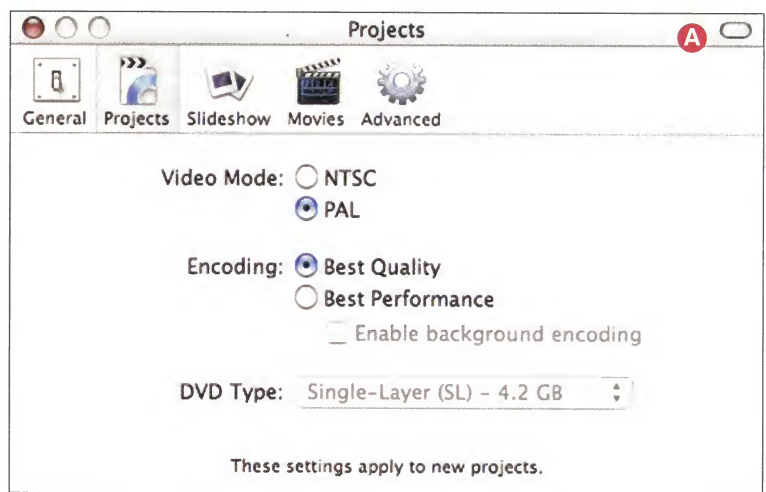 Projects
A
General Projects Slideshow Movies Advanced
Video Mode: NTSC
PAL
Encoding: Best Quality
Best Performance
Enable background encoding
DVD Type: Single-Layer (SL) – 4.2 GB
These settings apply to new projects.